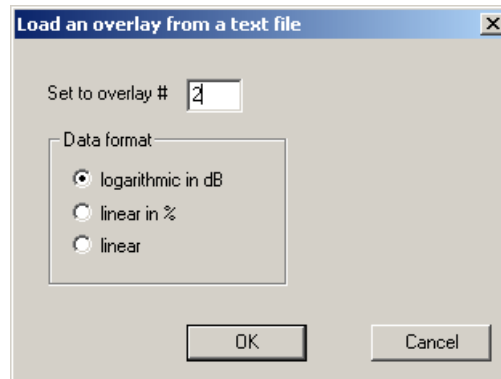 Load an overlay from a text file
Set to overlay # 2
Data format
logarithmic in dB
linear in %
linear
OK Cancel